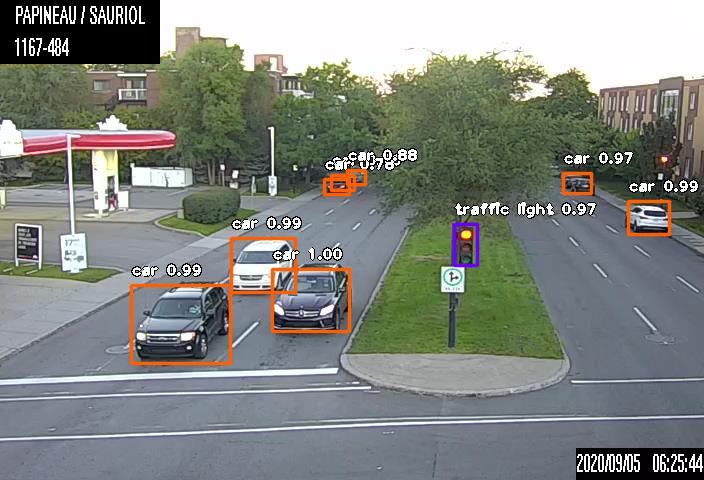 PAPINEAU / SAURIOL
1167-484
car 0.88
car 0.78
car 0.97
car 0.99
traffic light 0.97
car 0.99
car 1.00
car 0.99
2020/09/05 06:25:44